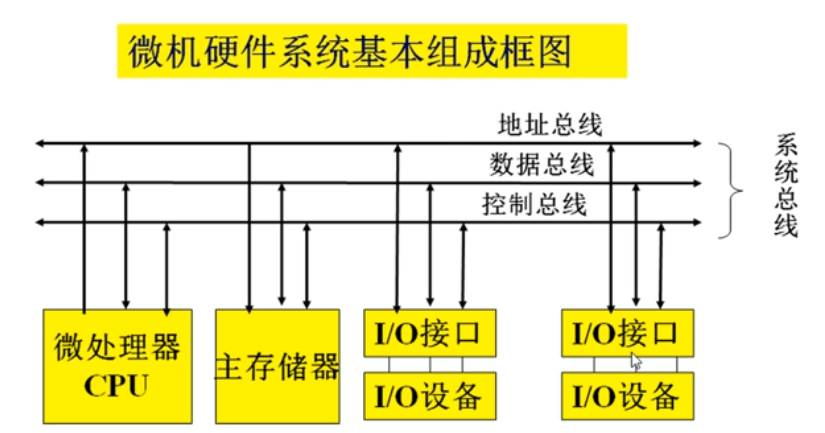 微机硬件系统基本组成框图
地址总线
数据总线
控制总线
系统总线
微处理器
CPU
主存储器
I/O接口
I/O设备
I/O接口
I/O设备